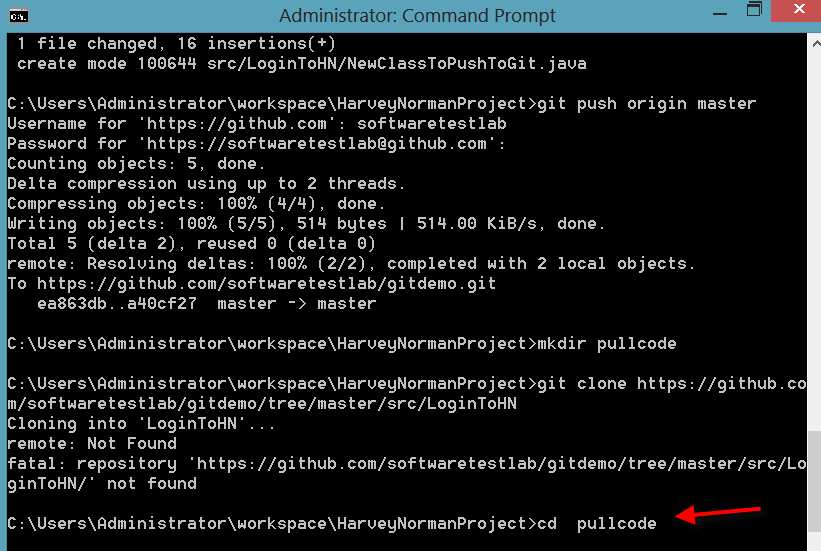 Administrator: Command Prompt
1 file changed, 16 insertions(+)
create mode 100644 src/LoginToHN/NewClassToPushToGit.java
C:\Users\Administrator\workspace\HarveyNormanProject>git push origin master
Username for 'https://github.com': softwaretestlab
Password for 'https://softwaretestlab@github.com':
Counting objects: 5, done.
Delta compression using up to 2 threads.
Compressing objects: 100% (4/4), done.
Writing objects: 100% (5/5), 514 bytes | 514.00 KiB/s, done.
Total 5 (delta 2), reused 0 (delta 0)
remote: Resolving deltas: 100% (2/2), completed with 2 local objects.
To https://github.com/softwaretestlab/gitdemo.git
   ea863db..a40cf27  master -> master
C:\Users\Administrator\workspace\HarveyNormanProject>mkdir pullcode
C:\Users\Administrator\workspace\HarveyNormanProject>git clone https://github.co
m/softwaretestlab/gitdemo/tree/master/src/LoginToHN
Cloning into 'LoginToHN'...
remote: Not Found
fatal: repository 'https://github.com/softwaretestlab/gitdemo/tree/master/src/Lo
ginToHN/' not found
C:\Users\Administrator\workspace\HarveyNormanProject>cd  pullcode